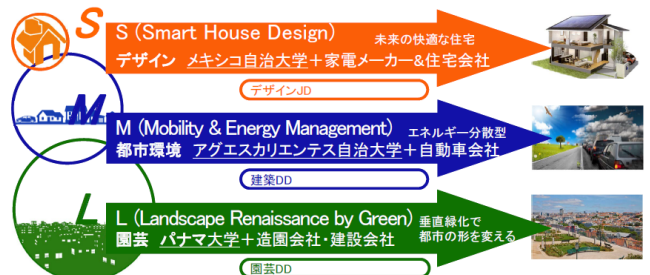 S
S (Smart House Design)
未来の快適な住宅
デザイン メキシコ自治大学＋家電メーカー&住宅会社
デザインJD
M
M (Mobility & Energy Management)
エネルギー分散型
都市環境 アグエスカリエンテス自治大学＋自動車会社
建築DD
L
L (Landscape Renaissance by Green)
垂直緑化で
都市の形を変える
園芸 パナマ大学＋造園会社・建設会社
園芸DD